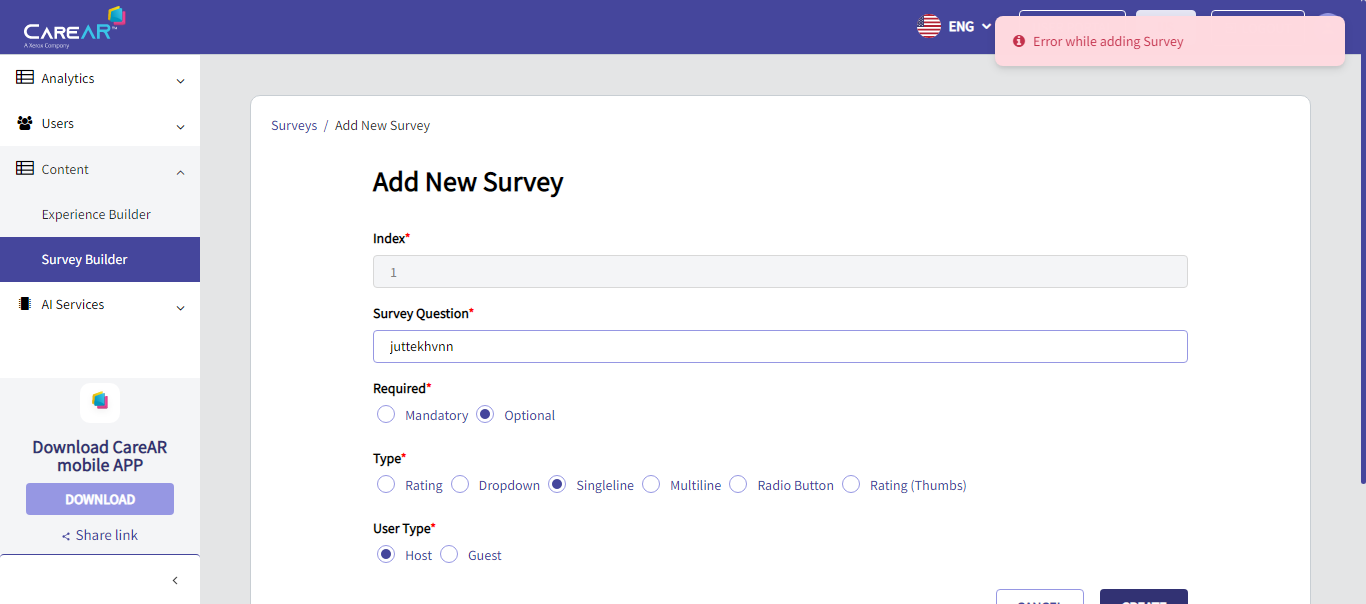 CAREAR™
A Xerox Company
ENG
Error while adding Survey
Analytics
Users
Content
Experience Builder
Survey Builder
AI Services
Download CareAR
mobile APP
DOWNLOAD
Share link
Surveys / Add New Survey
Add New Survey
Index*
1
Survey Question*
juttekhvnn
Required*
Mandatory Optional
Type*
Rating Dropdown Singleline Multiline Radio Button Rating (Thumbs)
User Type*
Host Guest
CANCEL CREATE